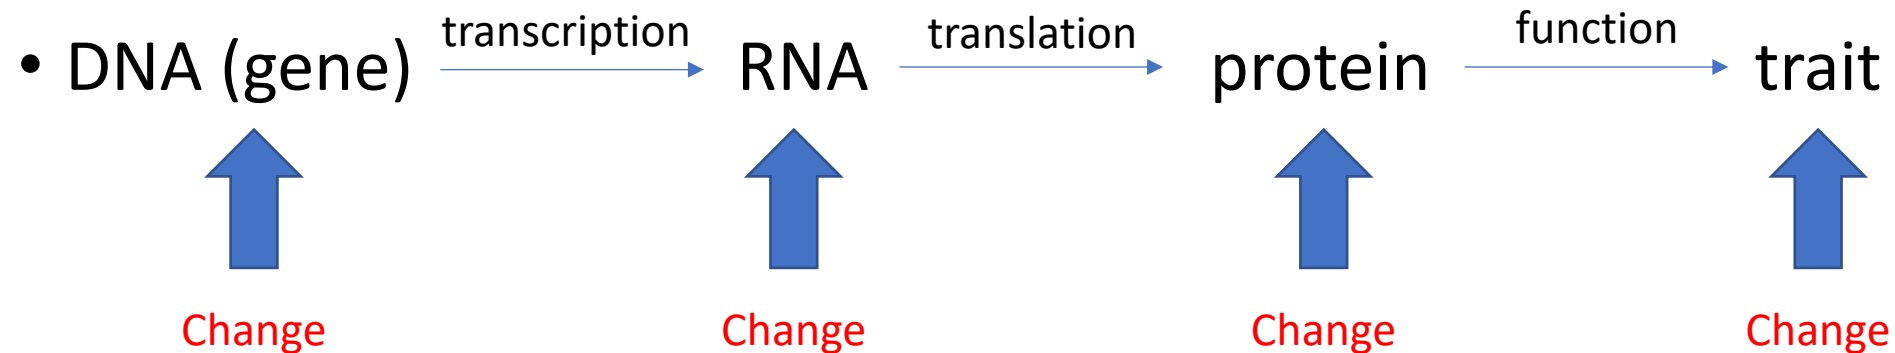 transcription translation function
• DNA (gene) RNA protein trait
Change Change Change Change